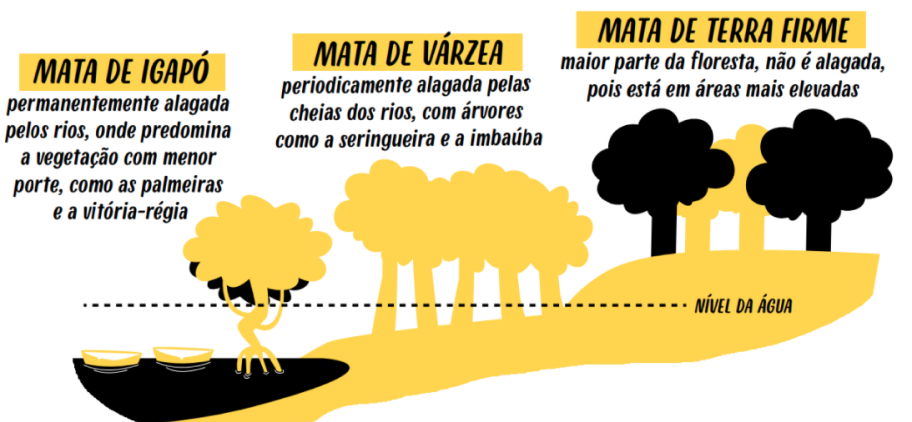 MATA DE IGAPÓ
permanentemente alagada
pelos rios, onde predomina
a vegetação com menor
porte, como as palmeiras
e a vitória-régia
MATA DE VÁRZEA
periodicamente alagada pelas
cheias dos rios, com árvores
como a seringueira e a imbaúba
MATA DE TERRA FIRME
maior parte da floresta, não é alagada,
pois está em áreas mais elevadas
NÍVEL DA ÁGUA